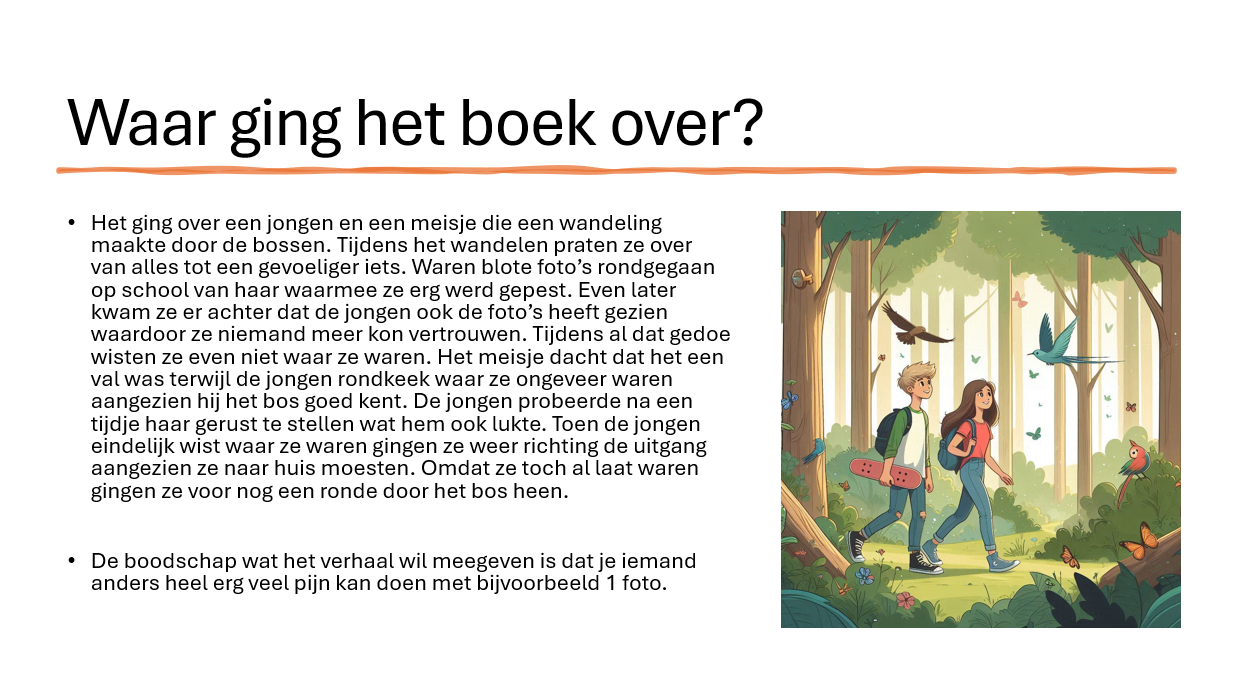 Waar ging het boek over?
• Het ging over een jongen en een meisje die een wandeling
maakte door de bossen. Tijdens het wandelen praten ze over
van alles tot een gevoeliger iets. Waren blote foto’s rondgegaan
op school van haar waarmee ze erg werd gepest. Even later
kwam ze er achter dat de jongen ook de foto’s heeft gezien
waardoor ze niemand meer kon vertrouwen. Tijdens al dat gedoe
wisten ze even niet waar ze waren. Het meisje dacht dat het een
val was terwijl de jongen rondkeek waar ze ongeveer waren
aangezien hij het bos goed kent. De jongen probeerde na een
tijdje haar gerust te stellen wat hem ook lukte. Toen de jongen
eindelijk wist waar ze waren gingen ze weer richting de uitgang
aangezien ze naar huis moesten. Omdat ze toch al laat waren
gingen ze voor nog een ronde door het bos heen.
• De boodschap wat het verhaal wil meegeven is dat je iemand
anders heel erg veel pijn kan doen met bijvoorbeeld 1 foto.